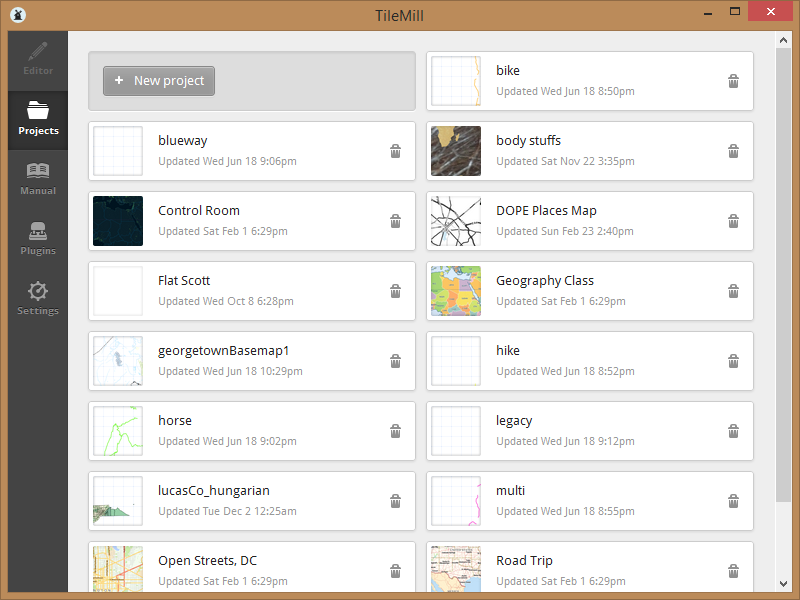 TileMill
Editor
Projects
Manual
Plugins
Settings
+ New project
bike
Updated Wed Jun 18 8:50pm
blueway
Updated Wed Jun 18 9:06pm
body stuffs
Updated Sat Nov 22 3:35pm
Control Room
Updated Sat Feb 1 6:29pm
DOPE Places Map
Updated Sun Feb 23 2:40pm
Flat Scott
Updated Wed Oct 8 6:28pm
Geography Class
Updated Sat Feb 1 6:29pm
georgetownBasemap1
Updated Wed Jun 18 10:29pm
hike
Updated Wed Jun 18 8:52pm
horse
Updated Wed Jun 18 9:02pm
legacy
Updated Wed Jun 18 9:12pm
lucasCo_hungarian
Updated Tue Dec 2 12:25am
multi
Updated Wed Jun 18 8:55pm
Open Streets, DC
Updated Sat Feb 1 6:29pm
Road Trip
Updated Sat Feb 1 6:29pm